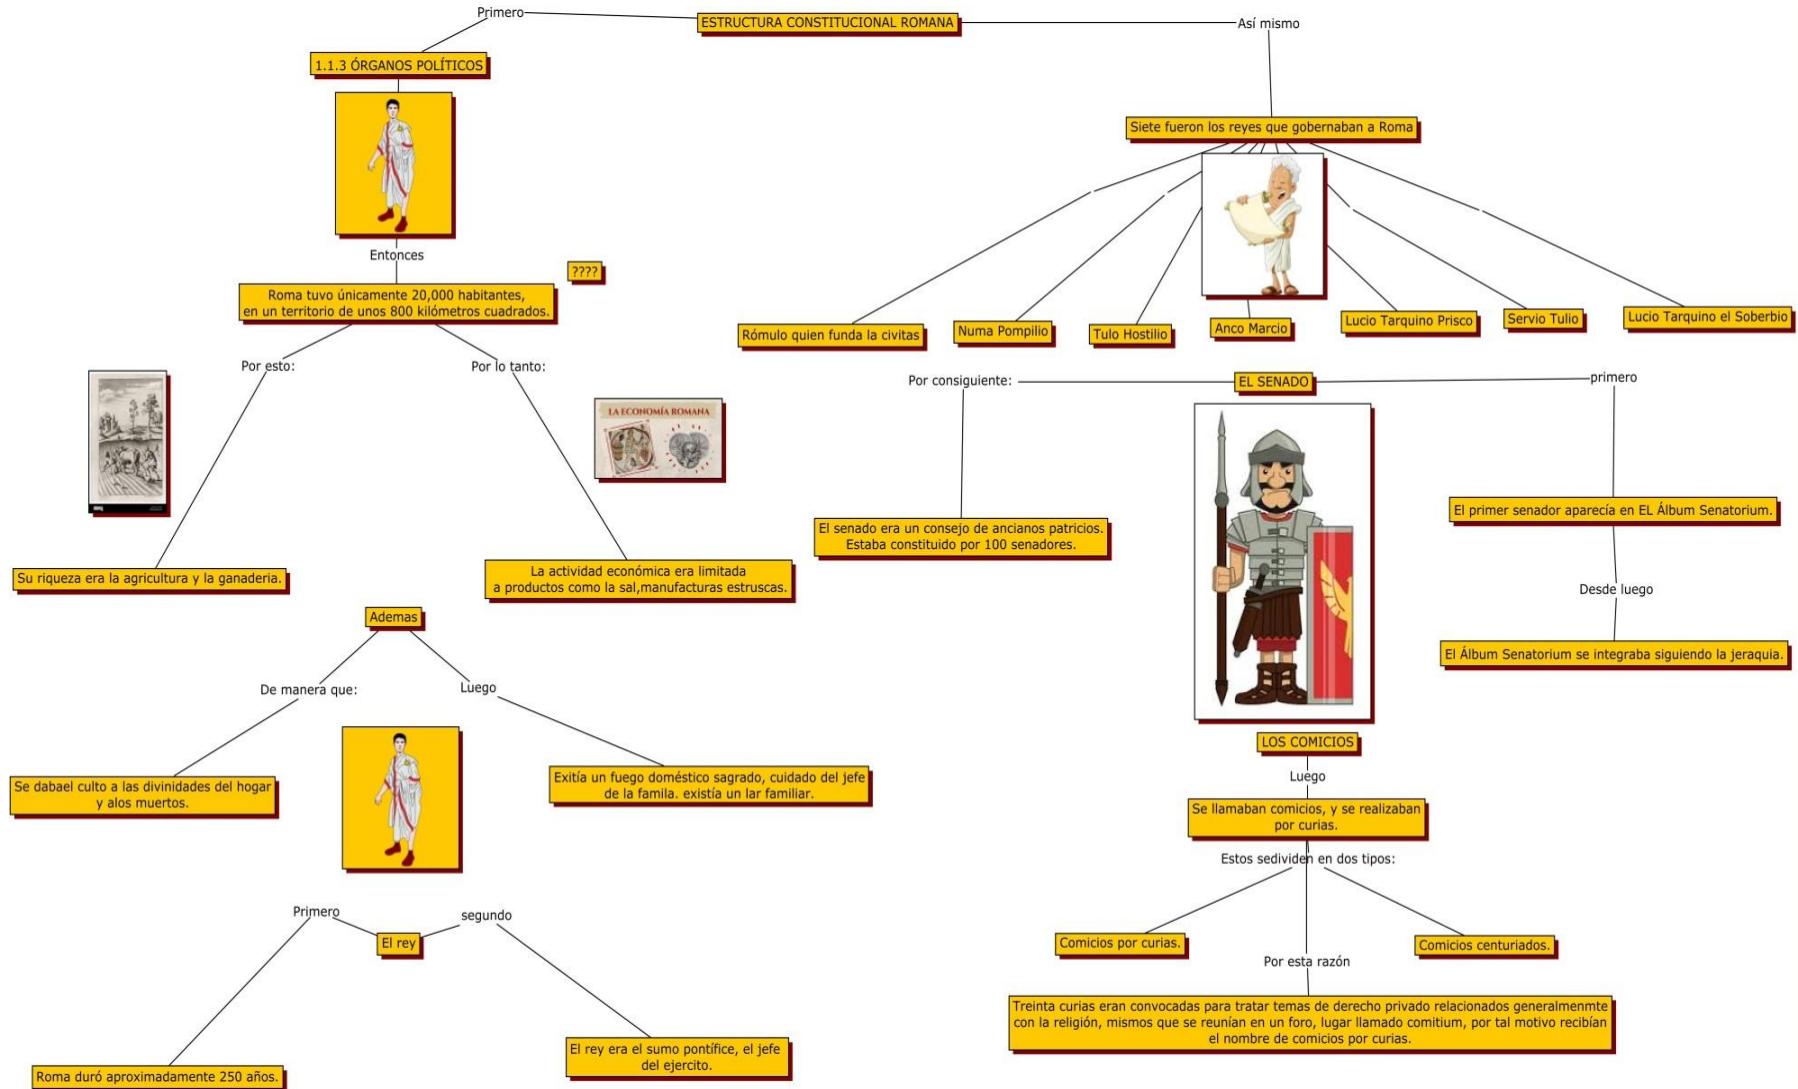 ESTRUCTURA CONSTITUCIONAL ROMANA
Primero
1.1.3 ÓRGANOS POLÍTICOS
Entonces
????
Roma tuvo únicamente 20,000 habitantes,
en un territorio de unos 800 kilómetros cuadrados.
Por esto:
Su riqueza era la agricultura y la ganaderia.
Por lo tanto:
LA ECONOMÍA ROMANA
La actividad económica era limitada
a productos como la sal,manufacturas estruscas.
Ademas
De manera que:
Se dabael culto a las divinidades del hogar
y alos muertos.
Luego
Exitía un fuego doméstico sagrado, cuidado del jefe
de la famila. existía un lar familiar.
El rey
Primero
Roma duró aproximadamente 250 años.
segundo
El rey era el sumo pontífice, el jefe
del ejercito.
Así mismo
Siete fueron los reyes que gobernaban a Roma
Rómulo quien funda la civitas
Numa Pompilio
Tulo Hostilio
Anco Marcio
Lucio Tarquino Prisco
Servio Tulio
Lucio Tarquino el Soberbio
EL SENADO
Por consiguiente:
El senado era un consejo de ancianos patricios.
Estaba constituido por 100 senadores.
primero
El primer senador aparecía en EL Álbum Senatorium.
Desde luego
El Álbum Senatorium se integraba siguiendo la jeraquia.
LOS COMICIOS
Luego
Se llamaban comicios, y se realizaban
por curias.
Estos sedividen en dos tipos:
Comicios por curias.
Comicios centuriados.
Por esta razón
Treinta curias eran convocadas para tratar temas de derecho privado relacionados generalmenmte
con la religión, mismos que se reunían en un foro, lugar llamado comitium, por tal motivo recibían
el nombre de comicios por curias.